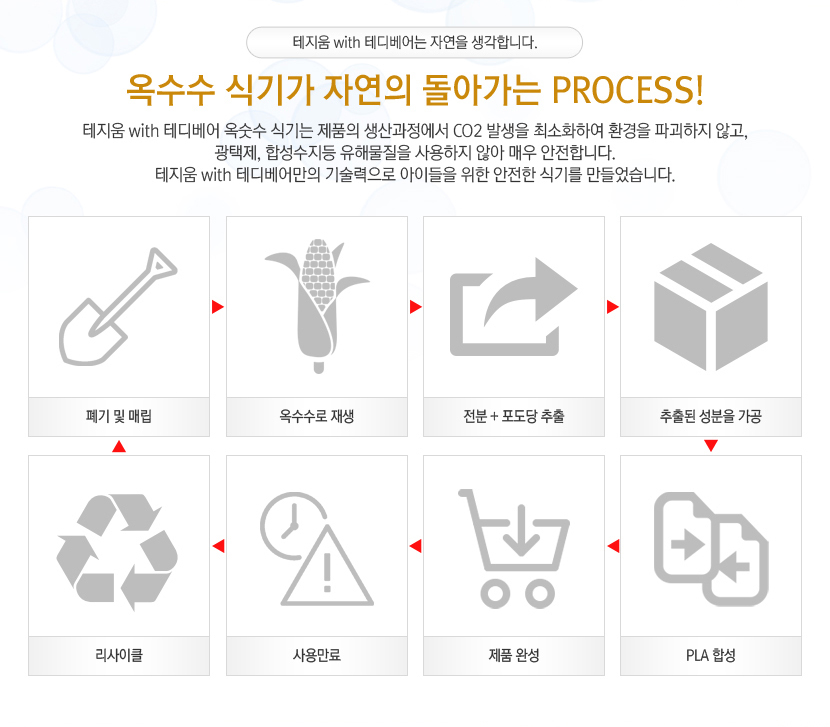 테지움 with 테디베어는 자연을 생각합니다.
옥수수 식기가 자연의 돌아가는 PROCESS!
테지움 with 테디베어 옥숫수 식기는 제품의 생산과정에서 CO2 발생을 최소화하여 환경을 파괴하지 않고,
광택제, 합성수지등 유해물질을 사용하지 않아 매우 안전합니다.
테지움 with 테디베어만의 기술력으로 아이들을 위한 안전한 식기를 만들었습니다.
폐기 및 매립
옥수수로 재생
전분 + 포도당 추출
추출된 성분을 가공
리사이클
사용만료
제품 완성
PLA 합성